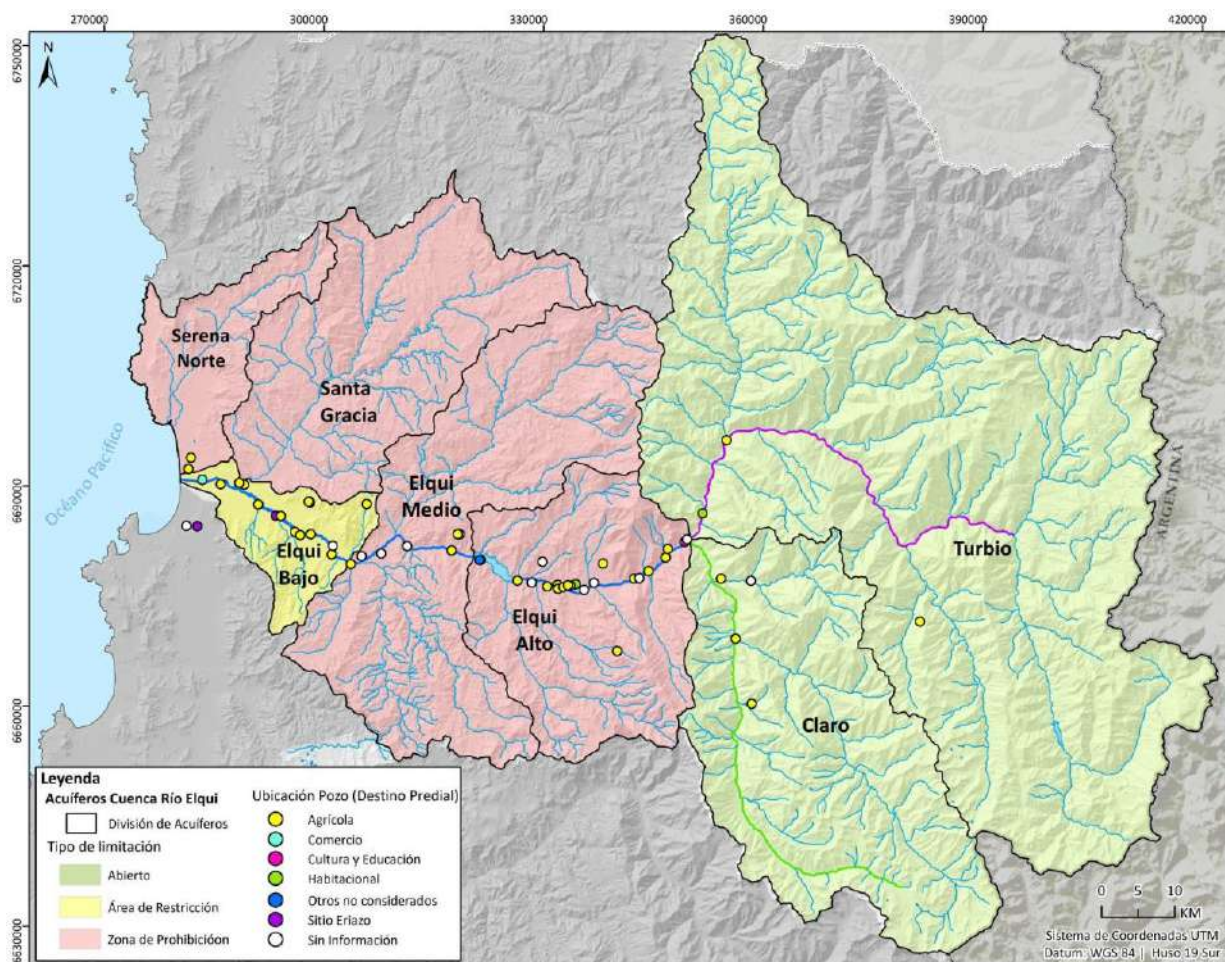 270000
300000
330000
360000
390000
420000
6750000
6720000
6690000
6660000
6630000
N
Océano Pacífico
ARGENTINA
Serena
Norte
Santa
Gracia
Elqui
Medio
Elqui
Bajo
Elqui
Alto
Turbio
Claro
Leyenda
Acuíferos Cuenca Río Elqui
División de Acuíferos
Tipo de limitación
Abierto
Área de Restricción
Zona de Prohibicióon
Ubicación Pozo (Destino Predial)
Agrícola
Comercio
Cultura y Educación
Habitacional
Otros no considerados
Sitio Eriazo
Sin Información
0 5 10
KM
Sistema de Coordenadas UTM
Datum: WGS 84 | Huso 19 Sur